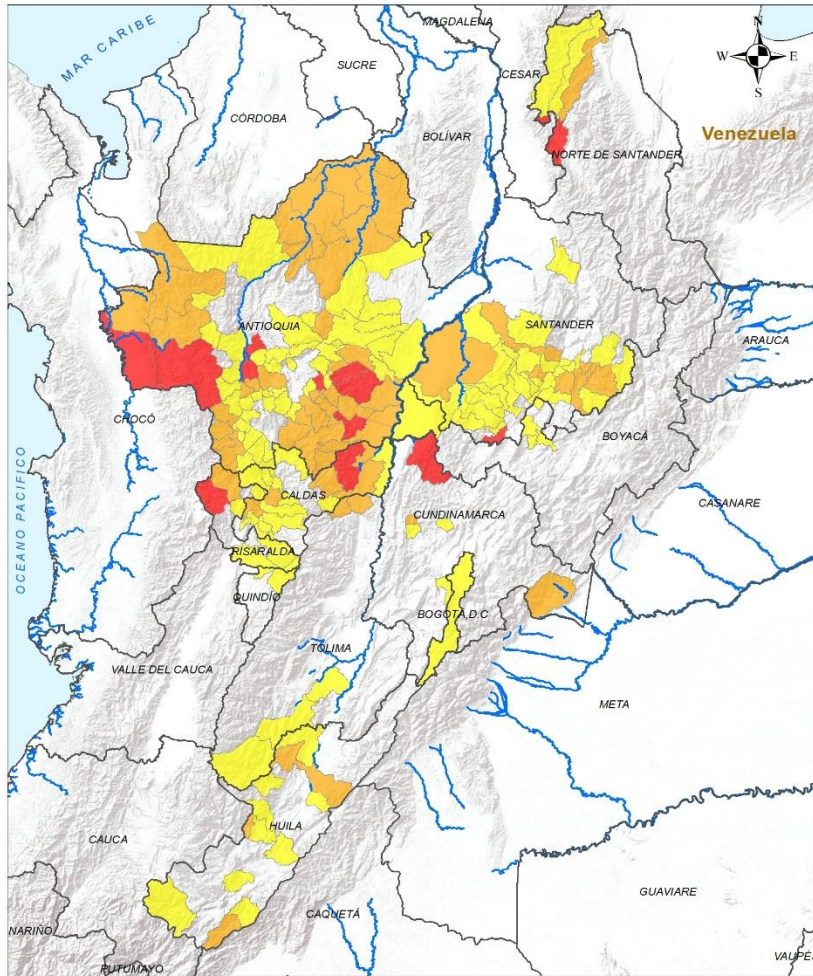 MAGDALENA
N
MAR CARIBE
W
E
SUCRE
CESAR
S
CÓRDOBA
BOLÍVAR
Venezuela
NORTE DE SANTANDER
ANTIOQUIA
SANTANDER
ARAUCA
CHOCÓ
BOYACÁ
OCEANO PACIFICO
CALDAS
CASANARE
CUNDINAMARCA
RISARALDA
QUINDÍO
BOGOTÁ, D.C
TOLIMA
VALLE DEL CAUCA
META
HUILA
CAUCA
GUAVIARE
CAQUETÁ
NARIÑO
PUTUMAYO
VAUPÉS